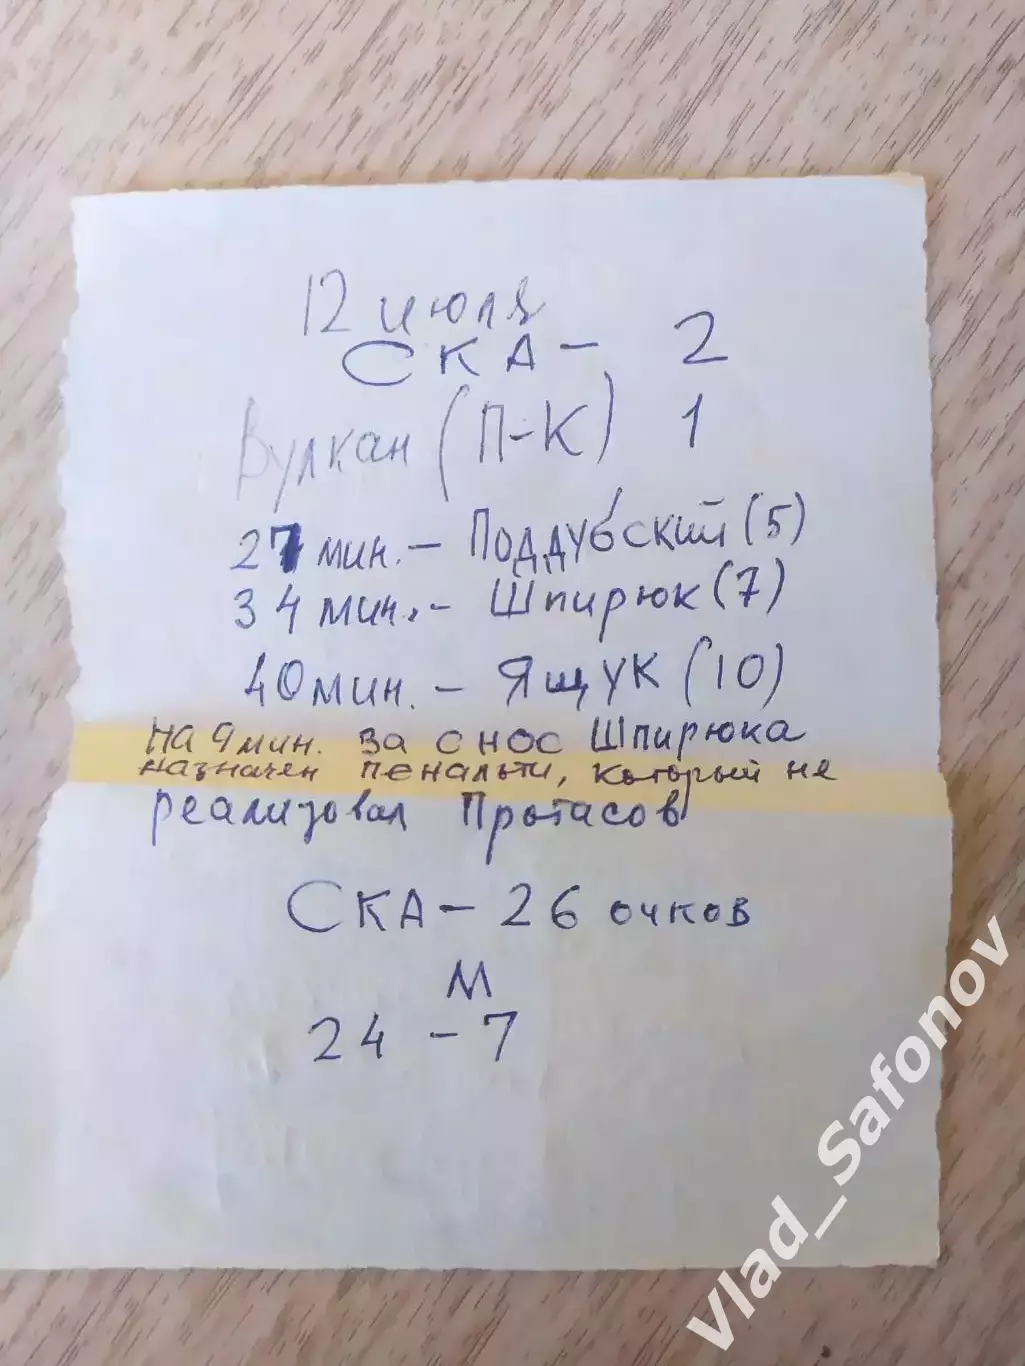 12 июля
СКА - 2
Вулкан (П-К) 1
27 мин. - Поддубский (5)
34 мин. - Шпирюк (7)
40 мин. - Ящук (10)
на 9 мин. за снос Шпирюка
назначен пенальти, который не
реализовал Протасов
СКА - 26 очков
М
24 - 7
Vlad_Safonov